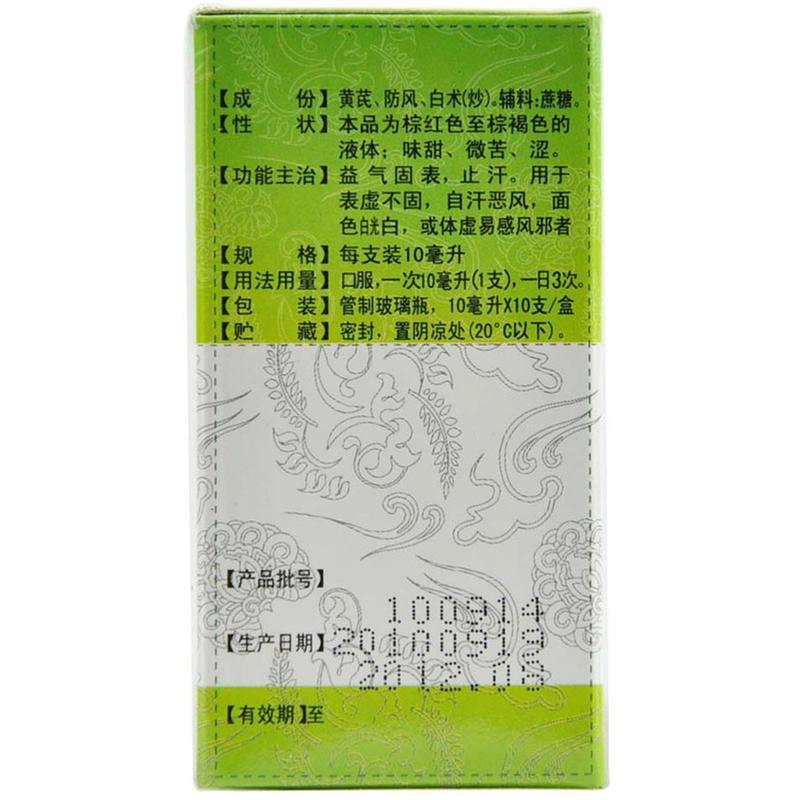 【成　份】黄芪、防风、白术(炒)。辅料:蔗糖。
【性　状】本品为棕红色至棕褐色的
液体；味甜、微苦、涩。
【功能主治】益气固表，止汗。用于
表虚不固，自汗恶风，面
色㿠白，或体虚易感风邪者
【规　格】每支装10毫升
【用法用量】口服，一次10毫升(1支)，一日3次。
【包　装】管制玻璃瓶，10毫升X10支/盒
【贮　藏】密封，置阴凉处(20°C以下)。
【产品批号】
100914
【生产日期】20100919
2012.08
【有效期】至